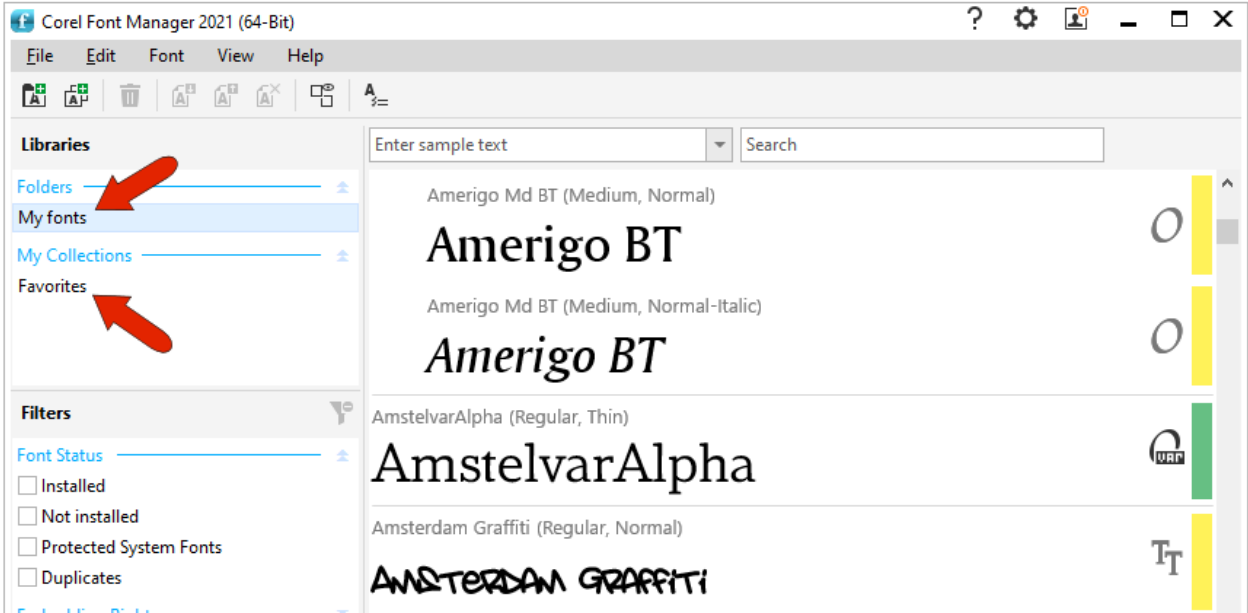 Corel Font Manager 2021 (64-Bit)
File Edit Font View Help
Libraries
Enter sample text
Search
Folders
My fonts
My Collections
Favorites
Amerigo Md BT (Medium, Normal)
Amerigo BT
Amerigo Md BT (Medium, Normal-Italic)
Amerigo BT
AmstelvarAlpha (Regular, Thin)
AmstelvarAlpha
VAR
Amsterdam Graffiti (Regular, Normal)
AMSTERDAM GRAFFiTi
TT
Filters
Font Status
Installed
Not installed
Protected System Fonts
Duplicates